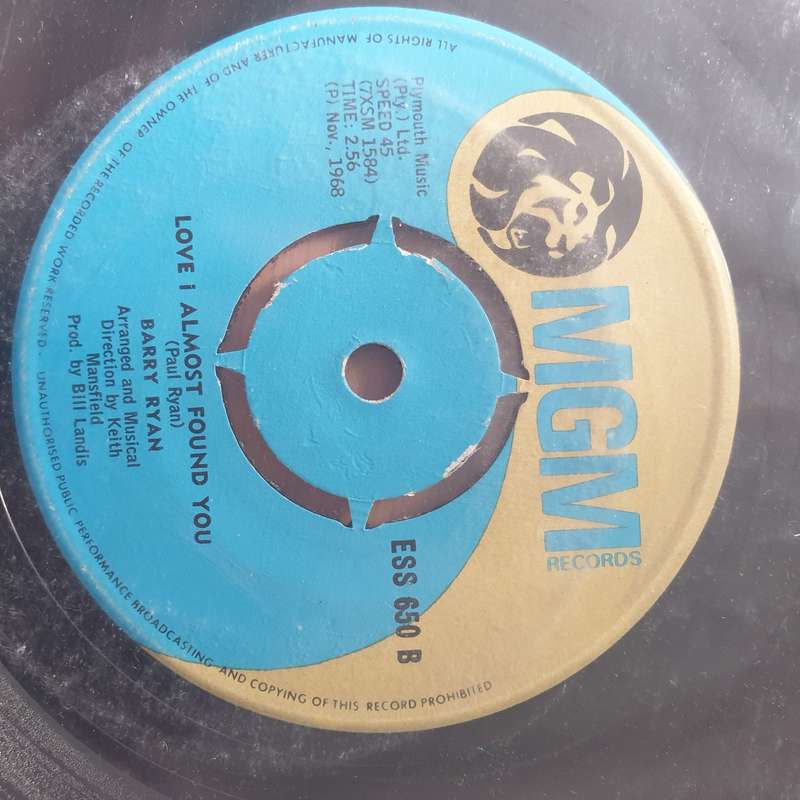 MGM
RECORDS
Plymouth Music
(Pty.) Ltd.
SPEED 45
(7XSM 1584)
TIME: 2.56
(P) Nov., 1968
ESS 650 B
LOVE i ALMOST FOUND YOU
(Paul Ryan)
BARRY RYAN
Arranged and Musical
Direction by Keith
Mansfield
Prod. by Bill Landis
ALL RIGHTS OF MANUFACTURER AND OF THE OWNER OF THE RECORDED WORK RESERVED. UNAUTHORISED PUBLIC PERFORMANCE BROADCASTING AND COPYING OF THIS RECORD PROHIBITED